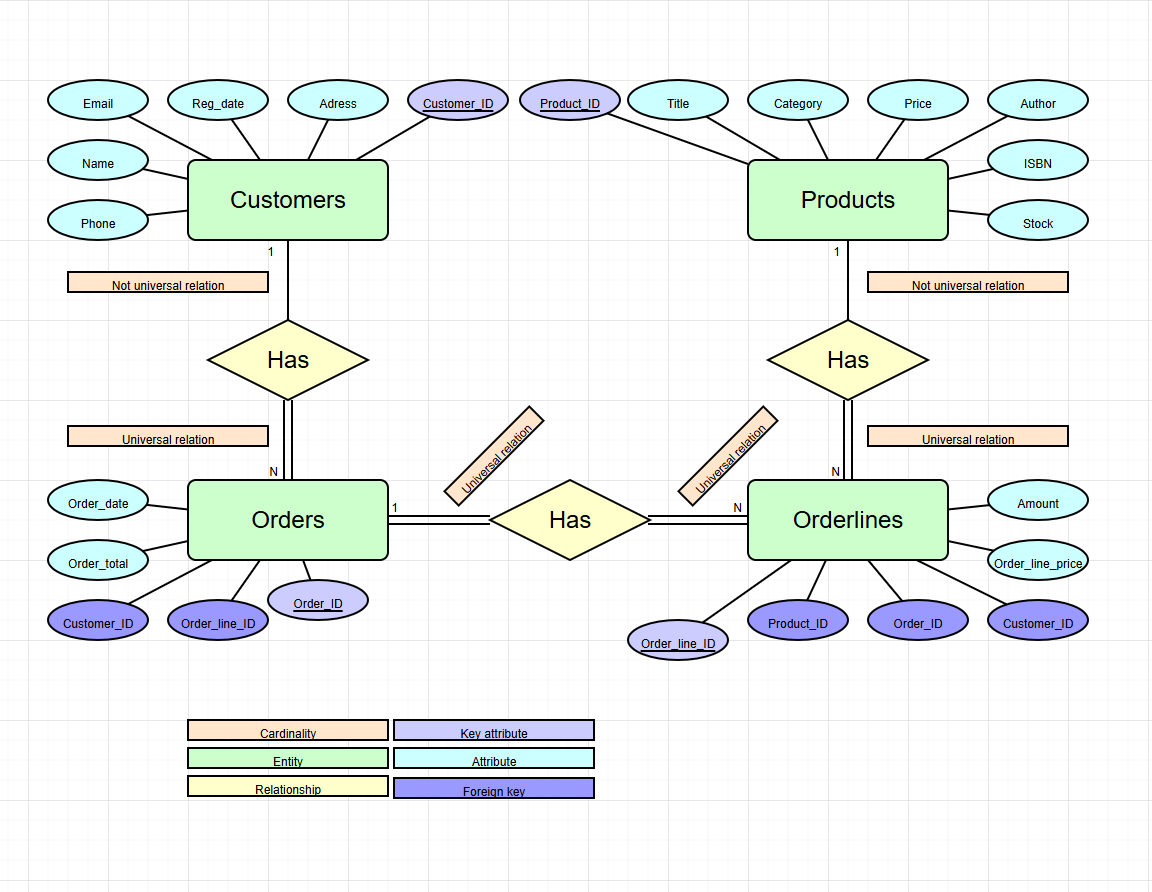 Email
Reg_date
Adress
Customer_ID
Product_ID
Title
Category
Price
Author
Name
ISBN
Phone
Customers
Products
Stock
1
1
Not universal relation
Not universal relation
Has
Has
Universal relation
Universal relation
Universal relation
Universal relation
N
N
Order_date
Orders
1
Has
N
Orderlines
Amount
Order_total
Order_line_price
Customer_ID
Order_line_ID
Order_ID
Order_line_ID
Product_ID
Order_ID
Customer_ID
Cardinality
Key attribute
Entity
Attribute
Relationship
Foreign key